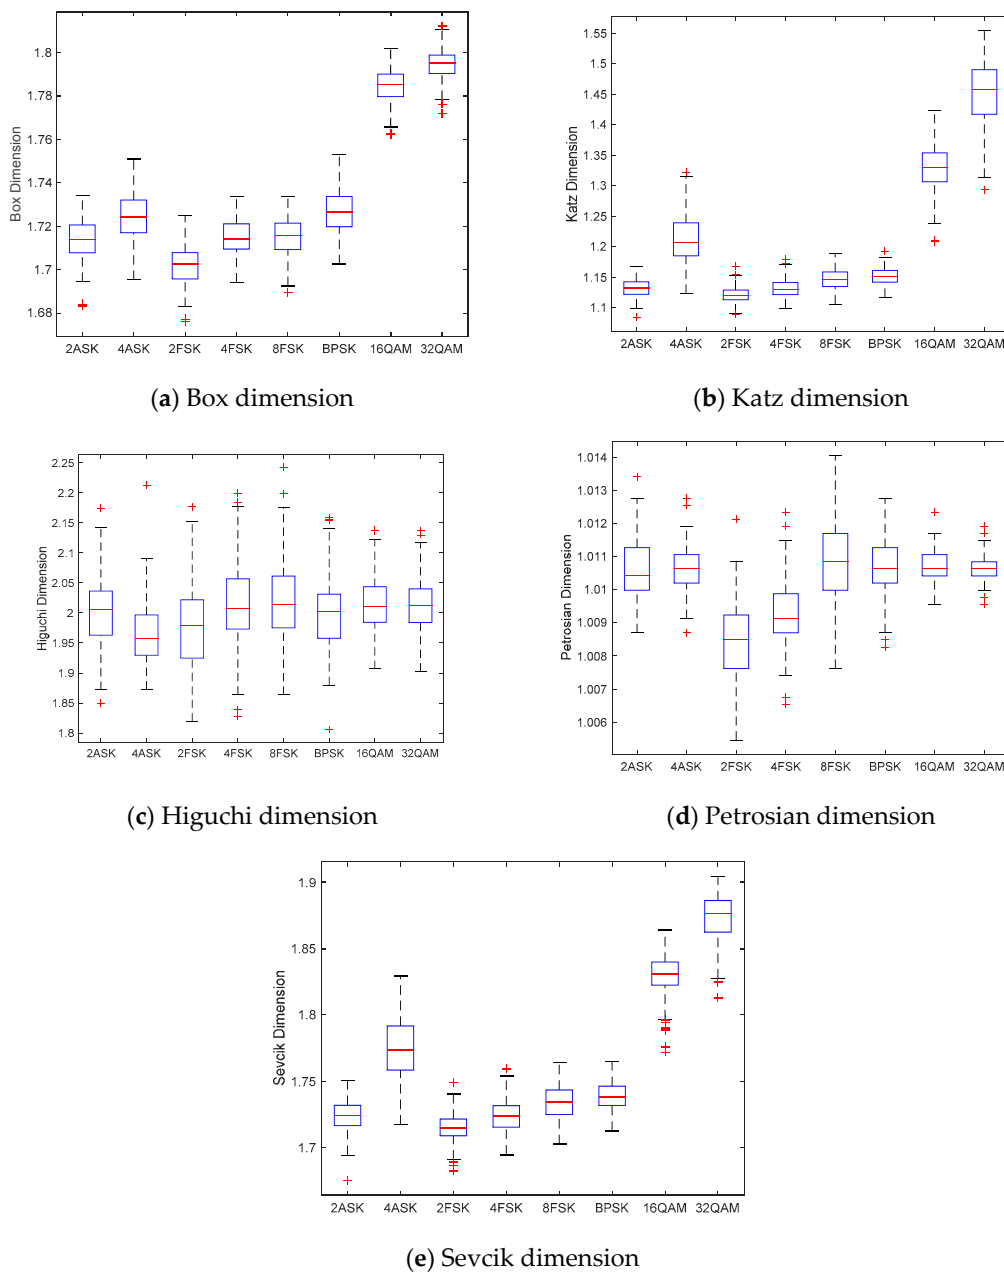 1.8
1.78
1.76
1.74
1.72
1.7
1.68
Box Dimension
2ASK 4ASK 2FSK 4FSK 8FSK BPSK 16QAM 32QAM
(a) Box dimension
1.55
1.5
1.45
1.4
1.35
1.3
1.25
1.2
1.15
1.1
Katz Dimension
2ASK 4ASK 2FSK 4FSK 8FSK BPSK 16QAM 32QAM
(b) Katz dimension
2.25
2.2
2.15
2.1
2.05
2
1.95
1.9
1.85
1.8
Higuchi Dimension
2ASK 4ASK 2FSK 4FSK 8FSK BPSK 16QAM 32QAM
(c) Higuchi dimension
1.014
1.013
1.012
1.011
1.01
1.009
1.008
1.007
1.006
Petrosian Dimension
2ASK 4ASK 2FSK 4FSK 8FSK BPSK 16QAM 32QAM
(d) Petrosian dimension
1.9
1.85
1.8
1.75
1.7
Sevcik Dimension
2ASK 4ASK 2FSK 4FSK 8FSK BPSK 16QAM 32QAM
(e) Sevcik dimension